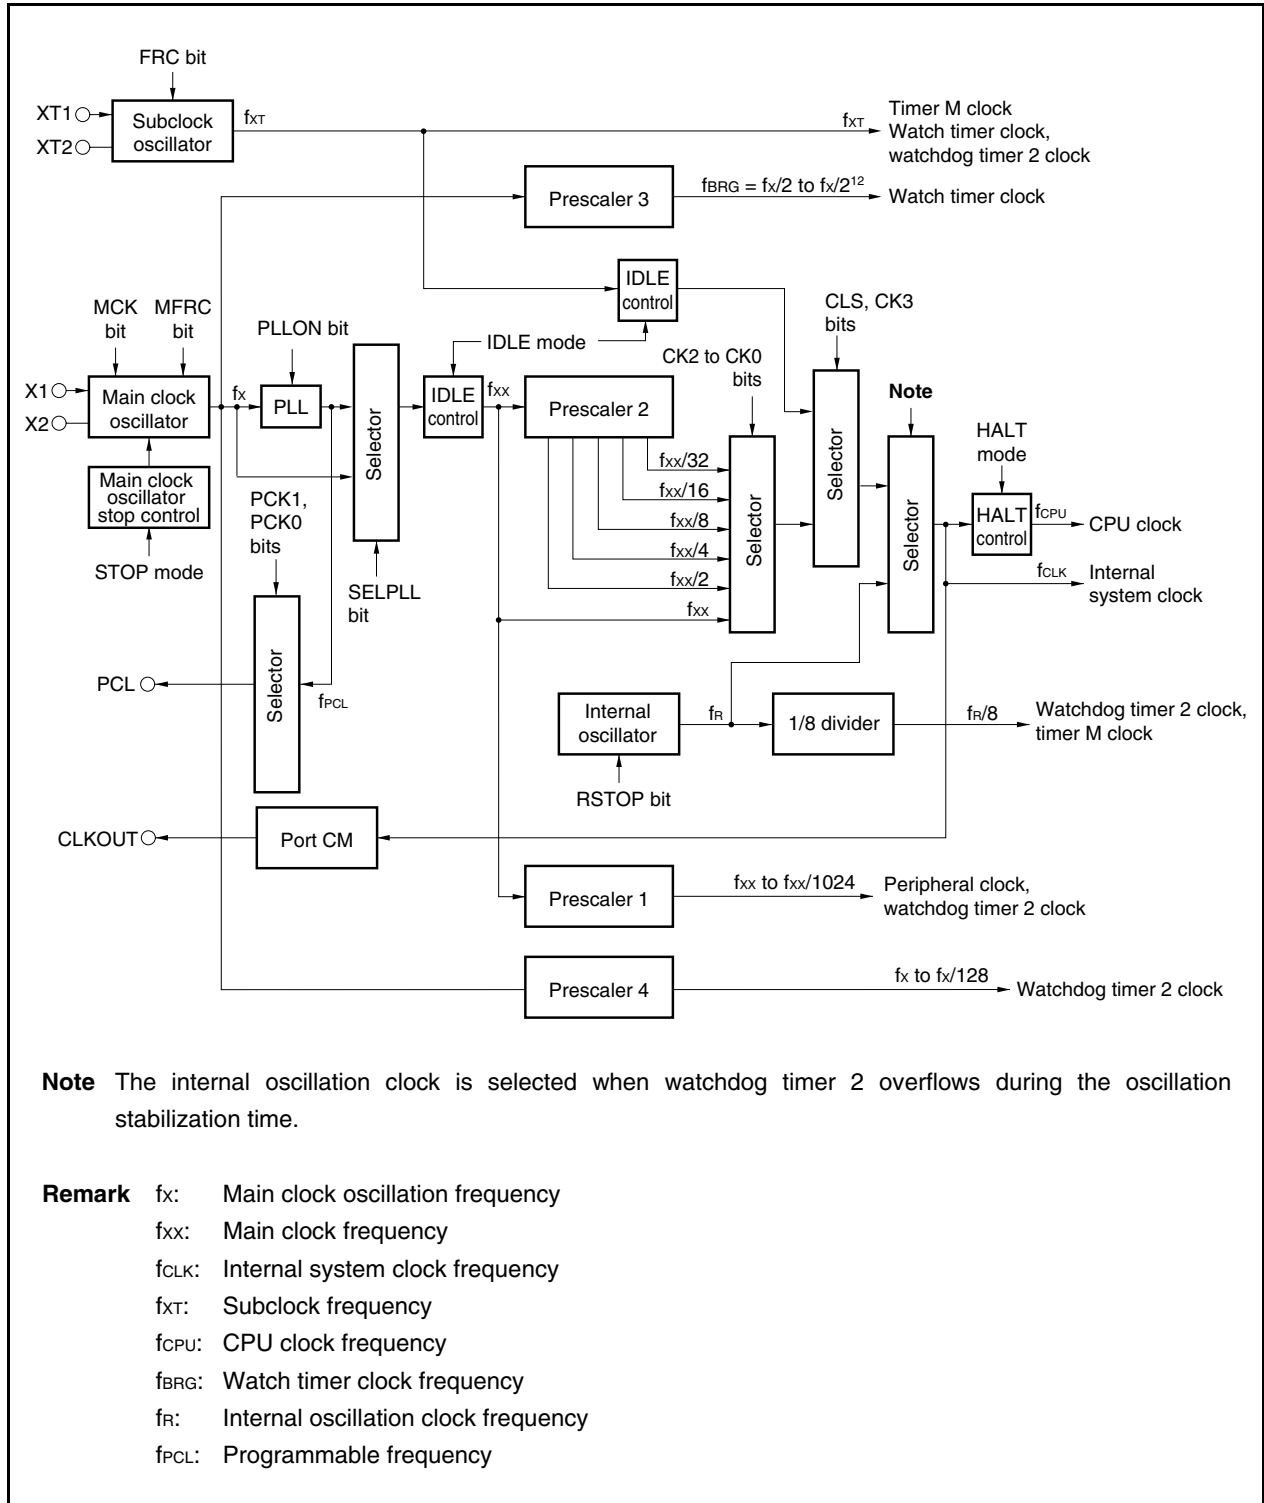 FRC bit
XT1
XT2
Subclock
oscillator
fXT
fXT
Timer M clock
Watch timer clock,
watchdog timer 2 clock
Prescaler 3
fBRG = fX/2 to fX/2¹²
Watch timer clock
IDLE
control
MCK
bit
MFRC
bit
PLLON bit
IDLE mode
CLS, CK3
bits
CK2 to CK0
bits
X1
X2
Main clock
oscillator
fX
PLL
Selector
IDLE
control
fXX
Prescaler 2
Note
Main clock
oscillator
stop control
STOP mode
PCK1,
PCK0
bits
SELPLL
bit
fXX/32
fXX/16
fXX/8
fXX/4
fXX/2
fXX
Selector
Selector
Selector
HALT
mode
HALT
control
fCPU
CPU clock
fCLK
Internal
system clock
PCL
Selector
fPCL
Internal
oscillator
fR
1/8 divider
fR/8
Watchdog timer 2 clock,
timer M clock
RSTOP bit
CLKOUT
Port CM
Prescaler 1
fXX to fXX/1024
Peripheral clock,
watchdog timer 2 clock
Prescaler 4
fX to fX/128
Watchdog timer 2 clock
Note The internal oscillation clock is selected when watchdog timer 2 overflows during the oscillation
stabilization time.
Remark fX: Main clock oscillation frequency
fXX: Main clock frequency
fCLK: Internal system clock frequency
fXT: Subclock frequency
fCPU: CPU clock frequency
fBRG: Watch timer clock frequency
fR: Internal oscillation clock frequency
fPCL: Programmable frequency